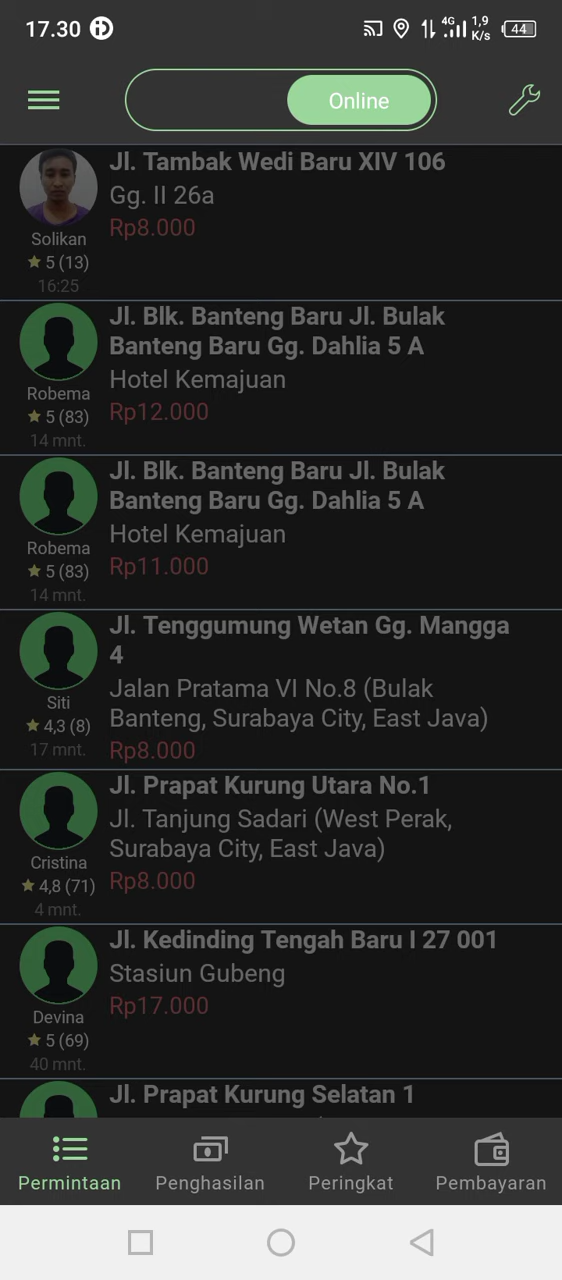 17.30
4G 1,9 K/s 44
Online
Jl. Tambak Wedi Baru XIV 106
Gg. II 26a
Rp8.000
Solikan
5 (13)
16:25
Jl. Blk. Banteng Baru Jl. Bulak
Banteng Baru Gg. Dahlia 5 A
Hotel Kemajuan
Rp12.000
Robema
5 (83)
14 mnt.
Jl. Blk. Banteng Baru Jl. Bulak
Banteng Baru Gg. Dahlia 5 A
Hotel Kemajuan
Rp11.000
Robema
5 (83)
14 mnt.
Jl. Tenggumung Wetan Gg. Mangga
4
Jalan Pratama VI No.8 (Bulak
Banteng, Surabaya City, East Java)
Rp8.000
Siti
4,3 (8)
17 mnt.
Jl. Prapat Kurung Utara No.1
Jl. Tanjung Sadari (West Perak,
Surabaya City, East Java)
Rp8.000
Cristina
4,8 (71)
4 mnt.
Jl. Kedinding Tengah Baru I 27 001
Stasiun Gubeng
Rp17.000
Devina
5 (69)
40 mnt.
Jl. Prapat Kurung Selatan 1
Permintaan
Penghasilan
Peringkat
Pembayaran